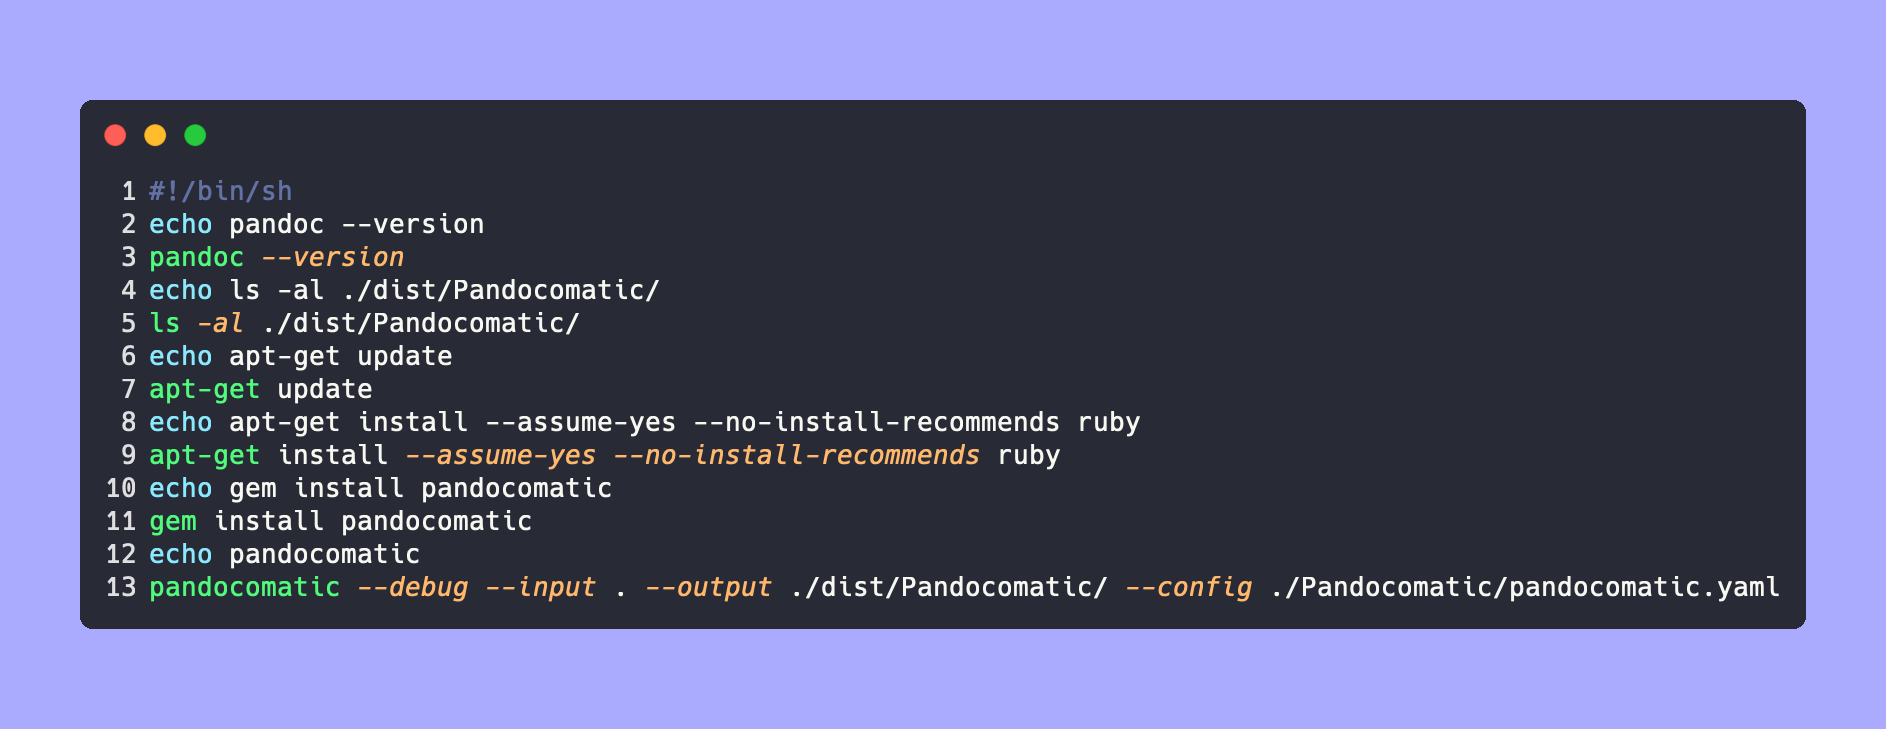 1 #!/bin/sh
2 echo pandoc --version
3 pandoc --version
4 echo ls -al ./dist/Pandocomatic/
5 ls -al ./dist/Pandocomatic/
6 echo apt-get update
7 apt-get update
8 echo apt-get install --assume-yes --no-install-recommends ruby
9 apt-get install --assume-yes --no-install-recommends ruby
10 echo gem install pandocomatic
11 gem install pandocomatic
12 echo pandocomatic
13 pandocomatic --debug --input . --output ./dist/Pandocomatic/ --config ./Pandocomatic/pandocomatic.yaml